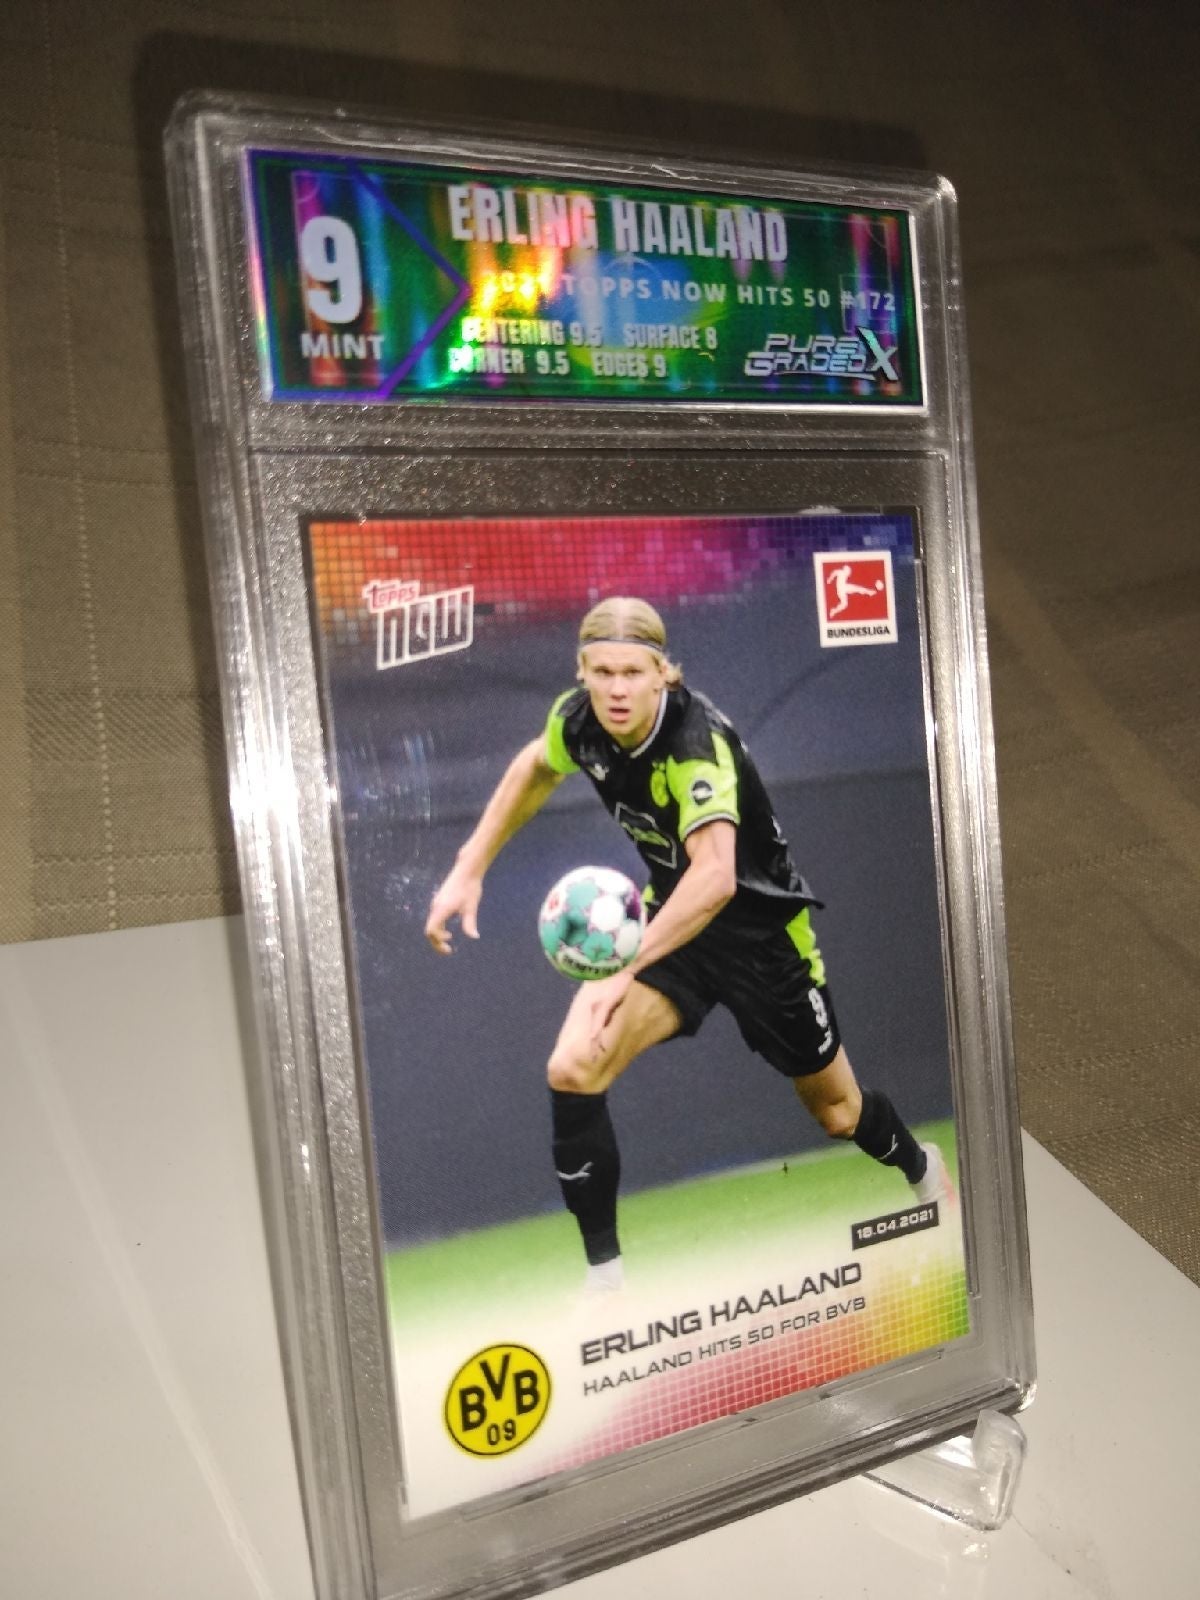 9
MINT
ERLING HAALAND
2021 TOPPS NOW HITS 50 #172
CENTERING 9.5 SURFACE 8
CORNER 9.5 EDGES 9
PURE
GRADED X
topps
NOW
BUNDESLIGA
18.04.2021
ERLING HAALAND
HAALAND HITS 50 FOR BVB
BVB
09